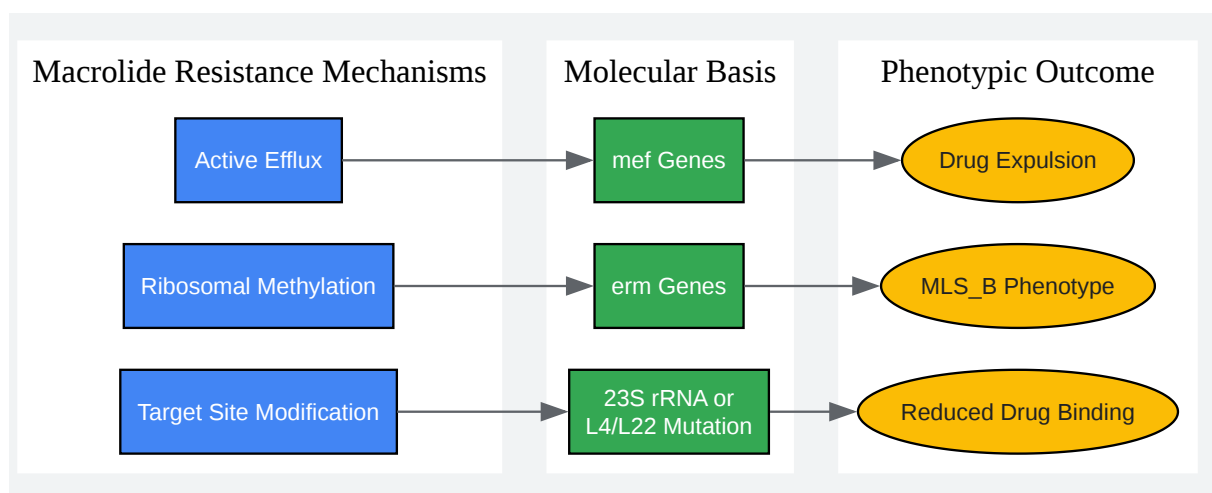 Macrolide Resistance Mechanisms
Molecular Basis
Phenotypic Outcome
Active Efflux
mef Genes
Drug Expulsion
Ribosomal Methylation
erm Genes
MLS_B Phenotype
Target Site Modification
23S rRNA or
L4/L22 Mutation
Reduced Drug Binding